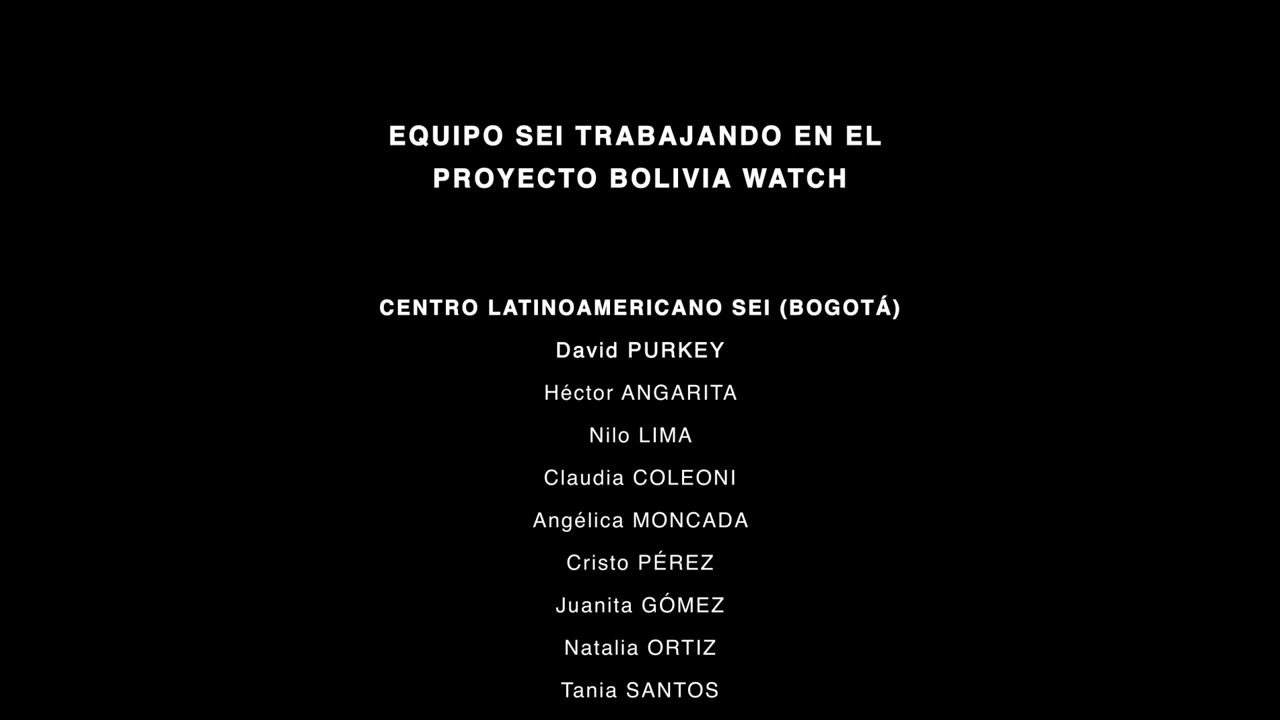 EQUIPO SEI TRABAJANDO EN EL
PROYECTO BOLIVIA WATCH
CENTRO LATINOAMERICANO SEI (BOGOTÁ)
David PURKEY
Héctor ANGARITA
Nilo LIMA
Claudia COLEONI
Angélica MONCADA
Cristo PÉREZ
Juanita GÓMEZ
Natalia ORTIZ
Tania SANTOS